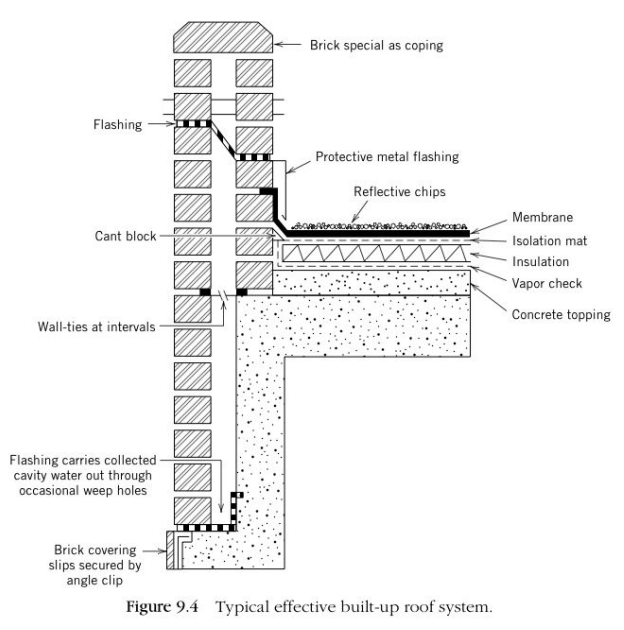 Brick special as coping
Flashing
Protective metal flashing
Reflective chips
Membrane
Cant block
Isolation mat
Insulation
Vapor check
Concrete topping
Wall-ties at intervals
Flashing carries collected
cavity water out through
occasional weep holes
Brick covering
slips secured by
angle clip
Figure 9.4 Typical effective built-up roof system.